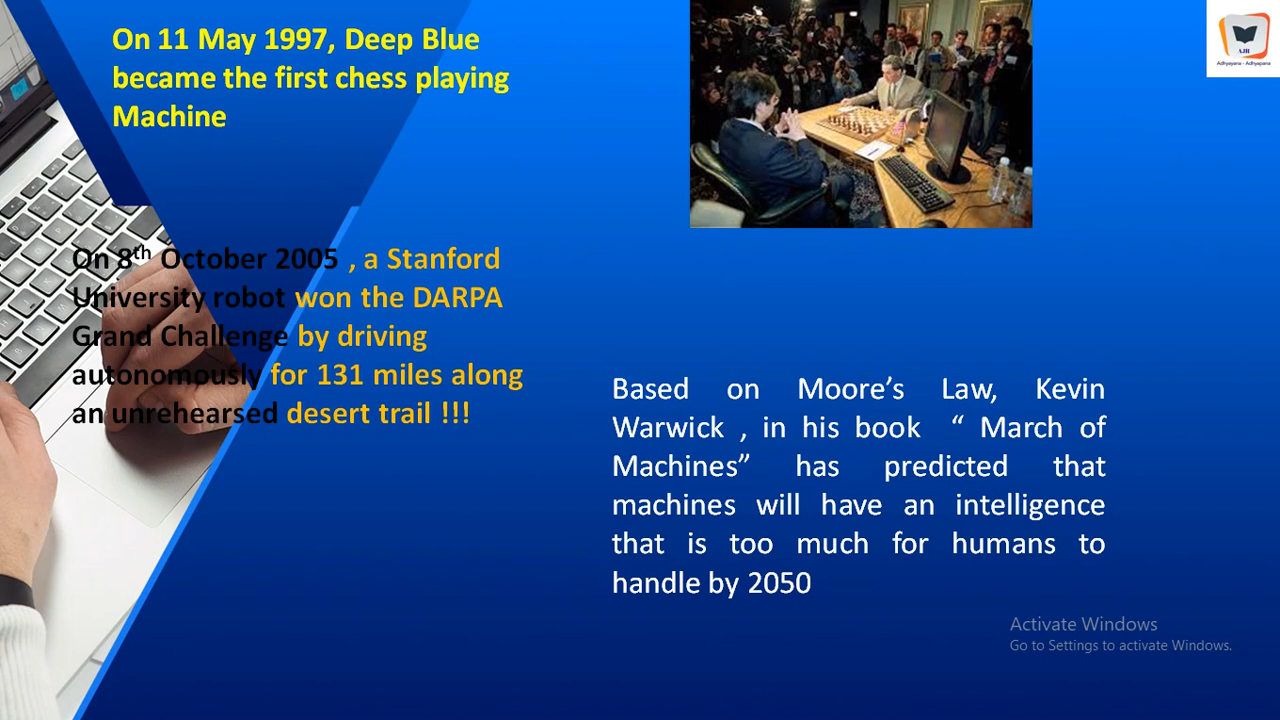 On 11 May 1997, Deep Blue
became the first chess playing
Machine
AJB
Adhyayana - Adhyapana
On 8th October 2005 , a Stanford
University robot won the DARPA
Grand Challenge by driving
autonomously for 131 miles along
an unrehearsed desert trail !!!
Based on Moore’s Law, Kevin
Warwick , in his book “ March of
Machines” has predicted that
machines will have an intelligence
that is too much for humans to
handle by 2050
Activate Windows
Go to Settings to activate Windows.